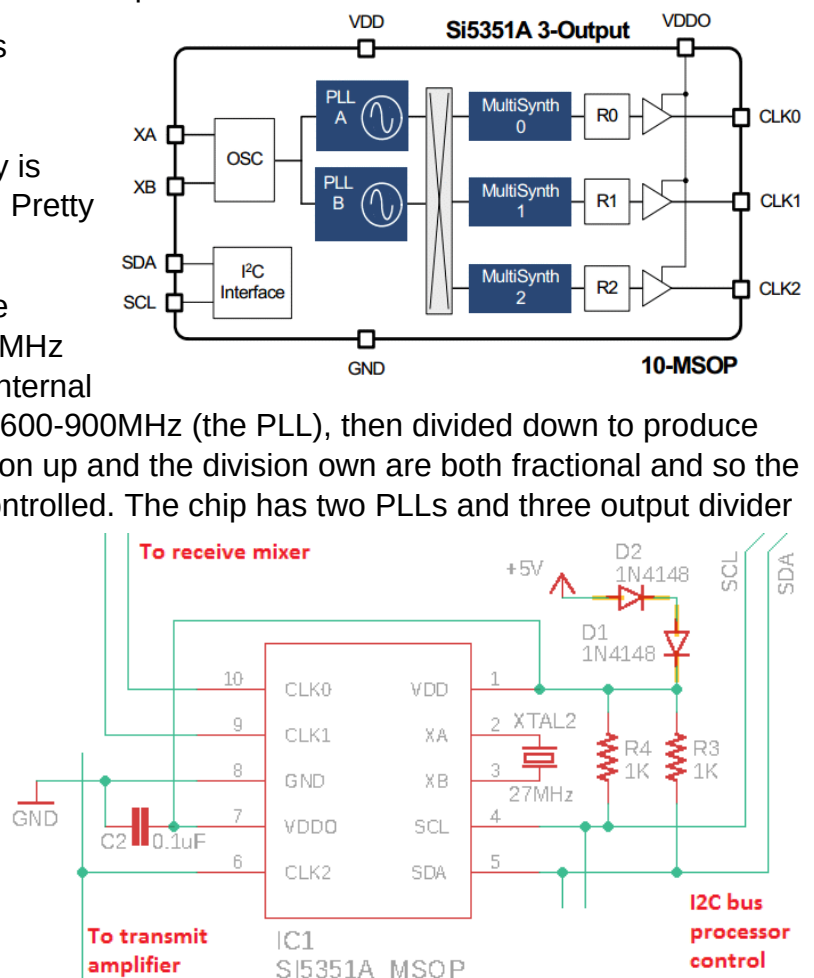 VDD
Si5351A 3-Output
VDDO
s
PLL
A
MultiSynth
0
R0
CLK0
XA
OSC
y is
XB
Pretty
PLL
B
MultiSynth
1
R1
CLK1
SDA
I²C
Interface
SCL
MultiSynth
2
R2
CLK2
e
MHz
GND
10-MSOP
nternal
600-900MHz (the PLL), then divided down to produce
on up and the division own are both fractional and so the
ontrolled. The chip has two PLLs and three output divider
To receive mixer
+5V
D2
1N4148
SCL
SDA
D1
1N4148
10
CLK0
VDD
1
9
CLK1
XA
2
XTAL2
8
GND
XB
3
27MHz
R4
1K
R3
1K
GND
7
VDDO
SCL
4
C2
0.1uF
6
CLK2
SDA
5
To transmit
amplifier
IC1
SI5351A_MSOP
I2C bus
processor
control